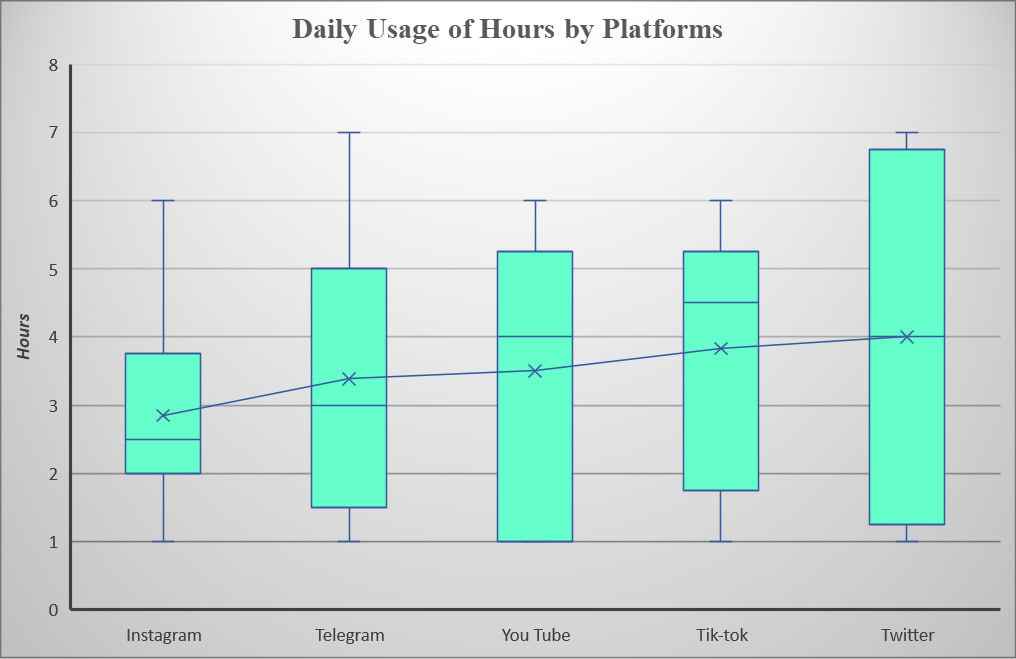 Daily Usage of Hours by Platforms
8
7
6
5
4
3
2
1
0
Hours
Instagram
Telegram
You Tube
Tik-tok
Twitter